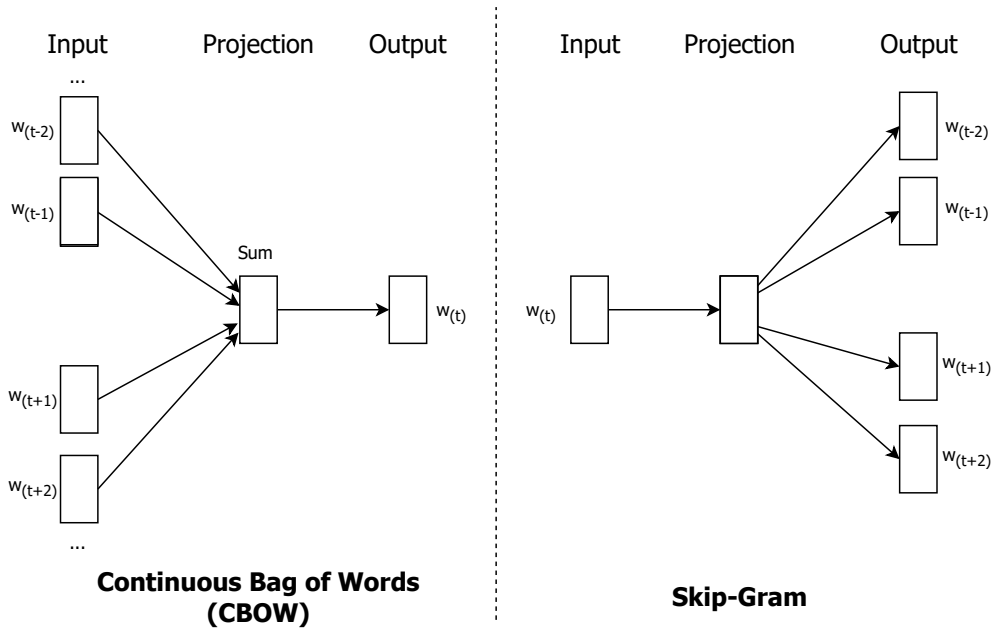 Input Projection Output
...
w(t-2)
w(t-1)
Sum
w(t)
w(t+1)
w(t+2)
...
Continuous Bag of Words
(CBOW)
Input Projection Output
w(t-2)
w(t-1)
w(t)
w(t+1)
w(t+2)
Skip-Gram